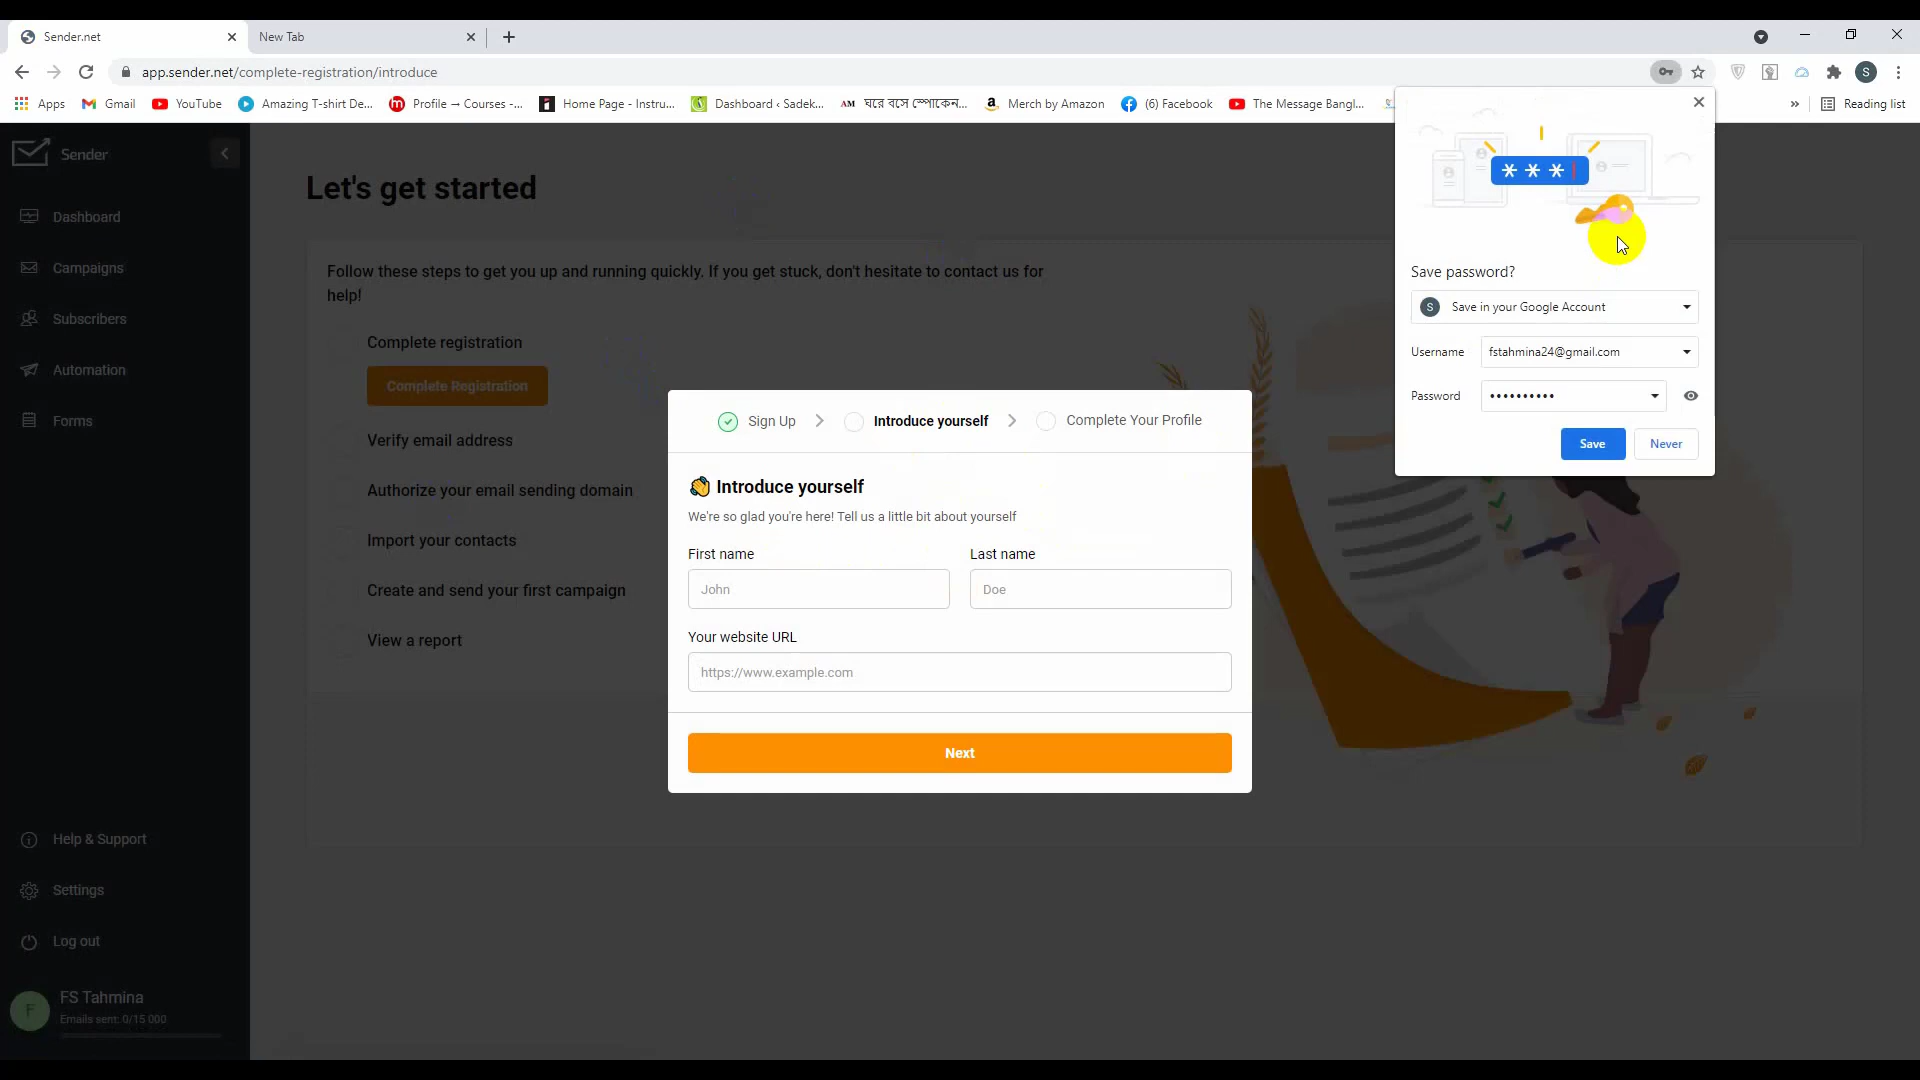 Sender.net
New Tab
app.sender.net/complete-registration/introduce
Apps
Gmail
YouTube
Amazing T-shirt De...
Profile → Courses -...
Home Page - Instru...
Dashboard ‹ Sadek...
AM ঘরে বসে স্পোকেন...
Merch by Amazon
(6) Facebook
The Message Bangl...
»
Reading list
S
Sender
Dashboard
Campaigns
Subscribers
Automation
Forms
Help & Support
Settings
Log out
F
FS Tahmina
Emails sent: 0/15 000
Let's get started
Follow these steps to get you up and running quickly. If you get stuck, don't hesitate to contact us for
help!
Complete registration
Complete Registration
Verify email address
Authorize your email sending domain
Import your contacts
Create and send your first campaign
View a report
Sign Up
Introduce yourself
Complete Your Profile
👋 Introduce yourself
We're so glad you're here! Tell us a little bit about yourself
First name
Last name
John
Doe
Your website URL
https://www.example.com
Next
* * * |
Save password?
S Save in your Google Account
Username fstahmina24@gmail.com
Password ••••••••••
Save
Never